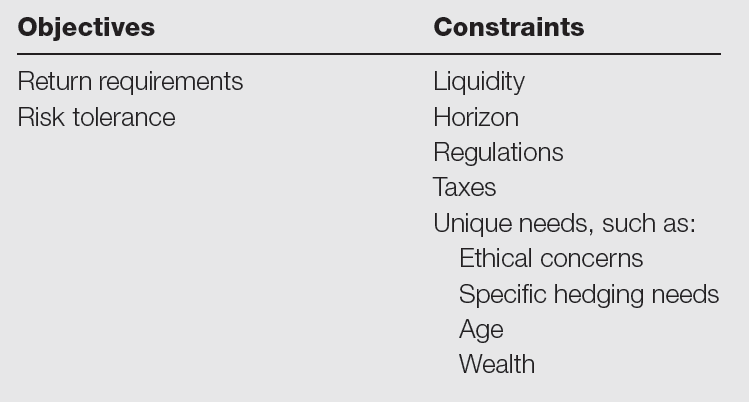 Objectives Constraints
Return requirements Liquidity
Risk tolerance Horizon
Regulations
Taxes
Unique needs, such as:
Ethical concerns
Specific hedging needs
Age
Wealth